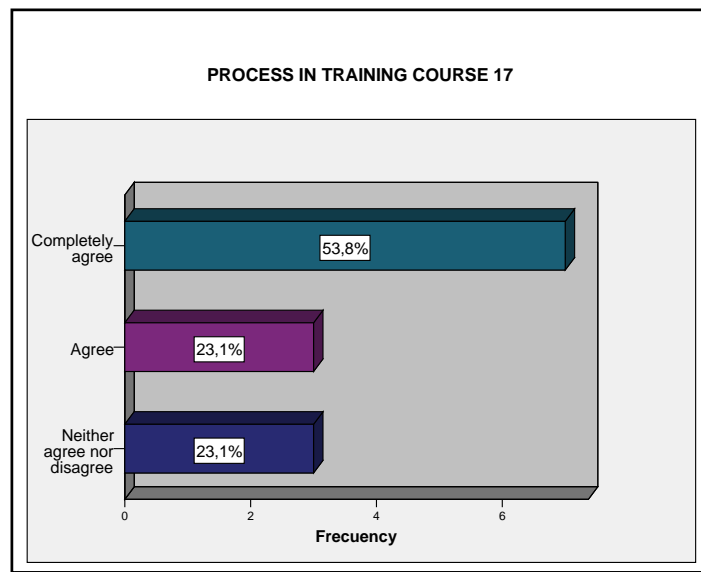 PROCESS IN TRAINING COURSE 17
Completely
agree
53,8%
Agree
23,1%
Neither
agree nor
disagree
23,1%
0 2 4 6
Frecuency